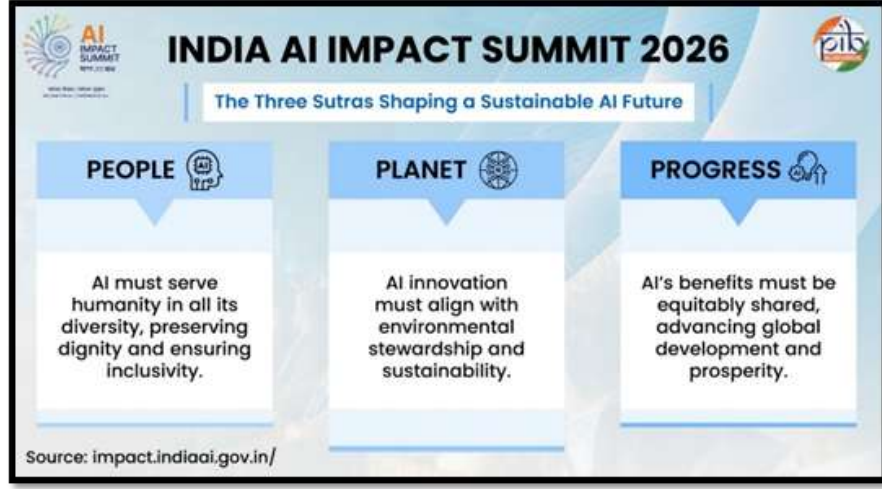 AI
IMPACT
SUMMIT
INDIA AI IMPACT SUMMIT 2026
pib
The Three Sutras Shaping a Sustainable AI Future
PEOPLE
AI
AI must serve
humanity in all its
diversity, preserving
dignity and ensuring
inclusivity.
PLANET
AI innovation
must align with
environmental
stewardship and
sustainability.
PROGRESS
AI
AI's benefits must be
equitably shared,
advancing global
development and
prosperity.
Source: impact.indiaai.gov.in/